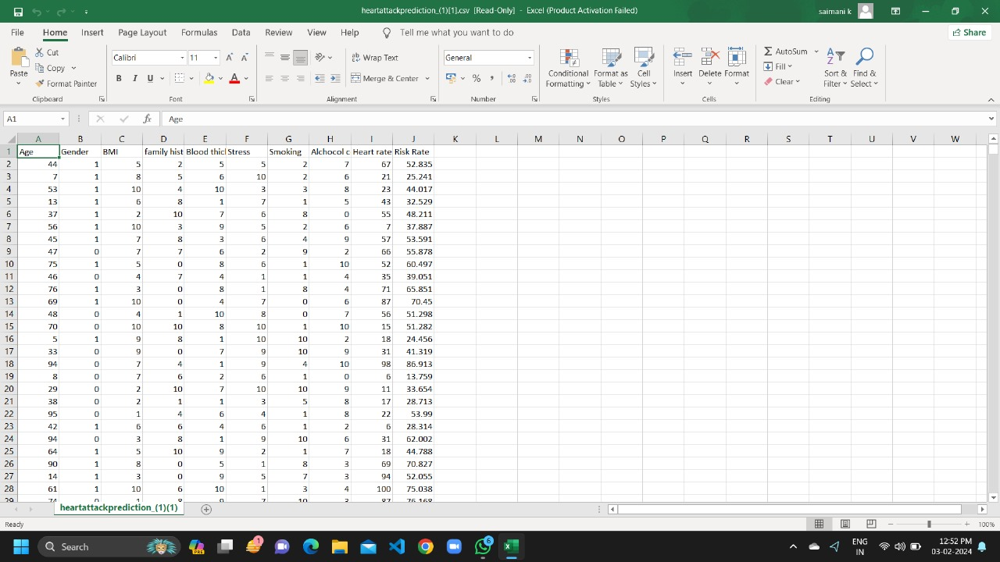 heartattackprediction_(1)[1].csv [Read-Only] - Excel (Product Activation Failed)
saimani k
File Home Insert Page Layout Formulas Data Review View Help Tell me what you want to do
Share
Paste
Cut
Copy
Format Painter
Clipboard
Calibri 11
B I U
Font
Wrap Text
Merge & Center
Alignment
General
Number
Conditional Formatting
Format as Table
Cell Styles
Styles
Insert Delete Format
Cells
AutoSum
Fill
Clear
Sort & Filter
Find & Select
Editing
A1 fx Age
A B C D E F G H I J K L M N O P Q R S T U V W
1 Age Gender BMI family hist Blood thicl Stress Smoking Alchocol c Heart rate Risk Rate
2 44 1 5 2 5 5 2 7 67 52.835
3 7 1 8 5 6 10 2 6 21 25.241
4 53 1 10 4 10 3 3 8 23 44.017
5 13 1 6 8 1 7 1 5 43 32.529
6 37 1 2 10 7 6 8 0 55 48.211
7 56 1 10 3 9 5 2 6 7 37.887
8 45 1 7 8 3 6 4 9 57 53.591
9 47 0 7 7 6 2 9 2 66 55.878
10 75 1 5 0 8 6 1 10 52 60.497
11 46 0 4 7 4 1 1 4 35 39.051
12 76 1 3 0 8 1 8 4 71 65.851
13 69 1 10 0 4 7 0 6 87 70.45
14 48 0 4 1 10 8 0 7 56 51.298
15 70 0 10 10 8 10 1 10 15 51.282
16 5 1 9 8 1 10 10 2 18 24.456
17 33 0 9 0 7 9 10 9 31 41.319
18 94 0 7 4 1 9 4 10 98 86.913
19 8 0 7 6 2 6 1 0 6 13.759
20 29 0 2 10 7 10 10 9 11 33.654
21 38 0 2 1 1 3 5 8 17 28.713
22 95 0 1 4 6 4 1 8 22 53.99
23 42 1 6 6 4 6 1 2 6 28.314
24 94 0 3 8 1 9 10 6 31 62.002
25 64 1 5 10 9 2 1 7 18 44.788
26 90 1 8 0 5 1 8 3 69 70.827
27 14 1 3 0 9 5 7 3 94 52.055
28 61 1 10 6 10 1 3 4 100 75.038
29 74 0 1 8 9 7 10 3 87 76.168
heartattackprediction_(1)(1)
Ready
100%
Search
PRE
1
6
ENG
IN
12:52 PM
03-02-2024